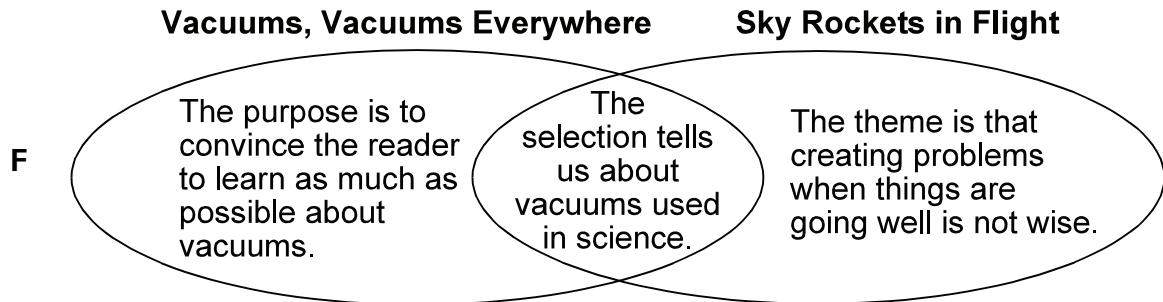 Vacuums, Vacuums Everywhere
Sky Rockets in Flight
F
The purpose is to
convince the reader
to learn as much as
possible about
vacuums.
The
selection tells
us about
vacuums used
in science.
The theme is that
creating problems
when things are
going well is not wise.